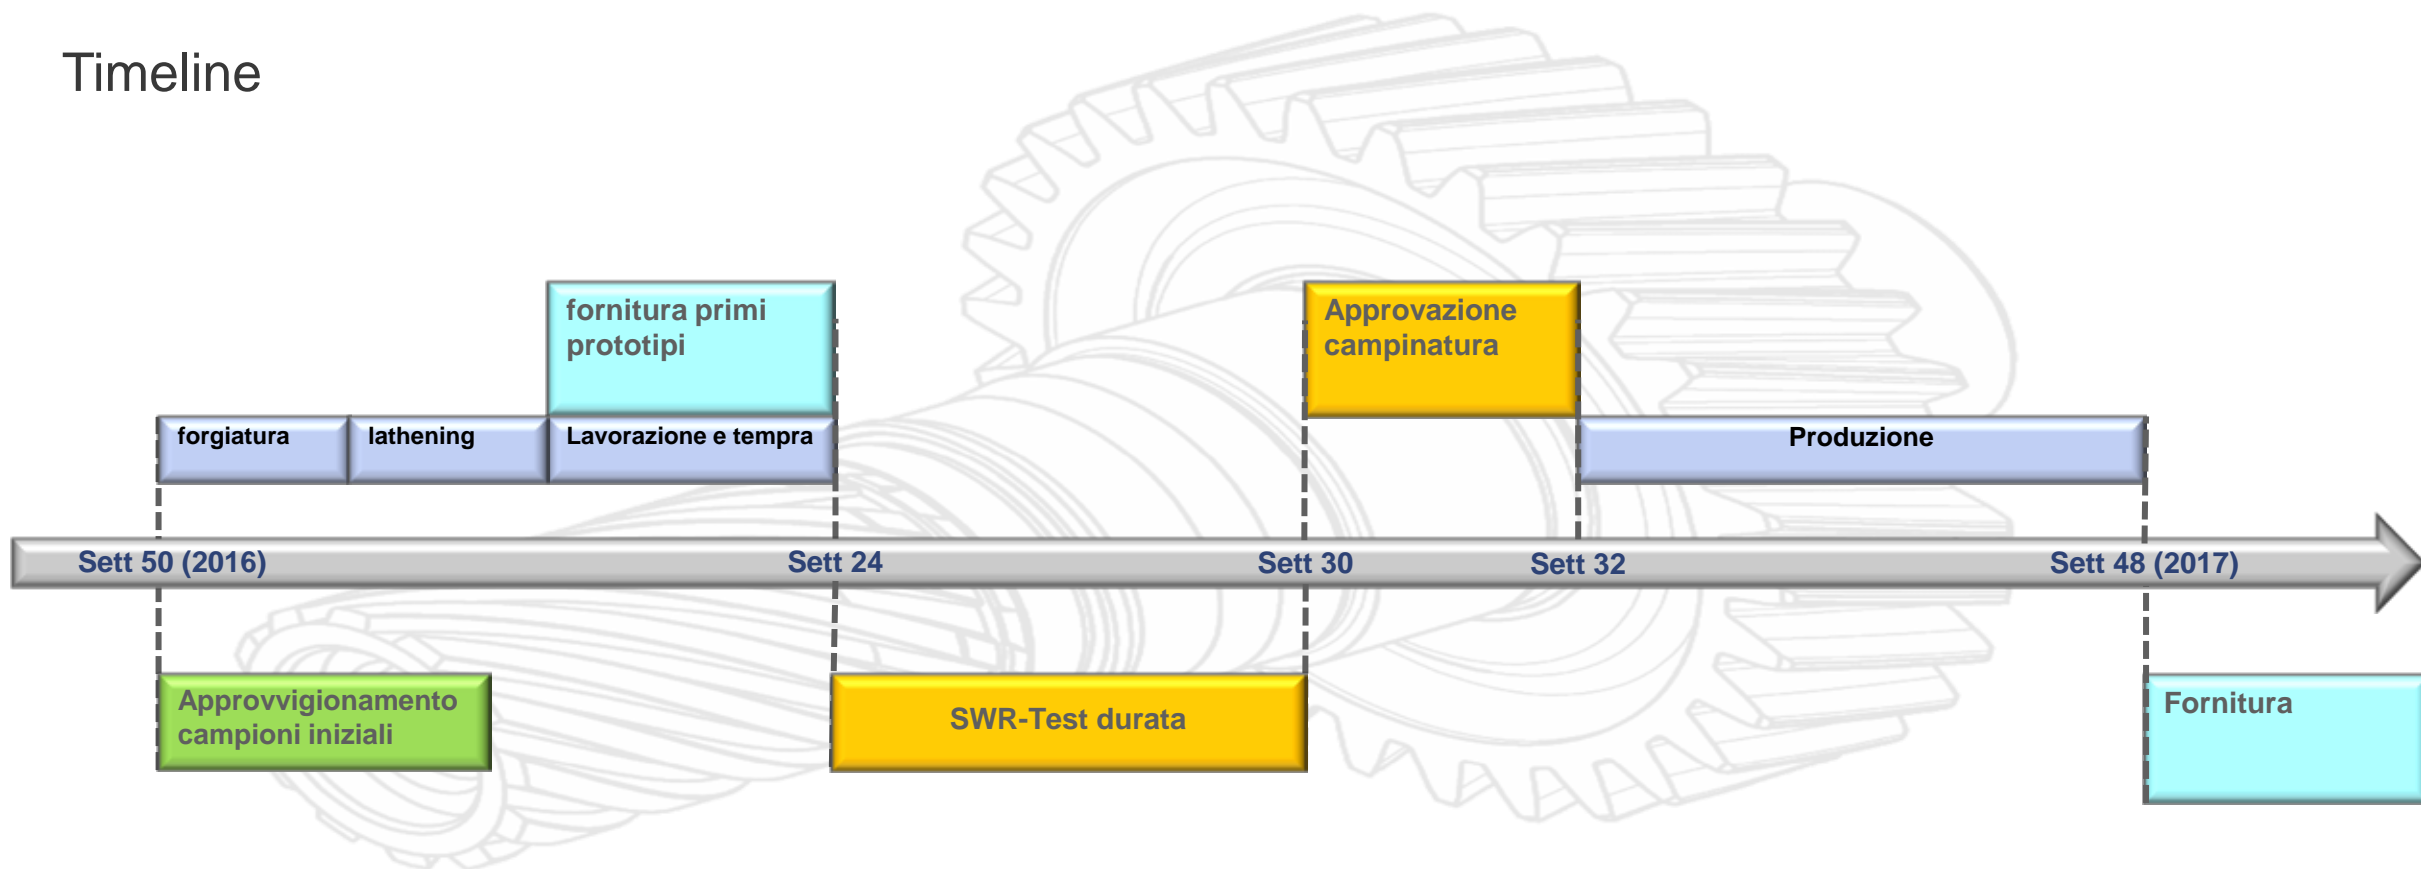 Timeline
fornitura primi
prototipi
Approvazione
campinatura
forgiatura
lathening
Lavorazione e tempra
Produzione
Sett 50 (2016)
Sett 24
Sett 30
Sett 32
Sett 48 (2017)
Approvvigionamento
campioni iniziali
SWR-Test durata
Fornitura